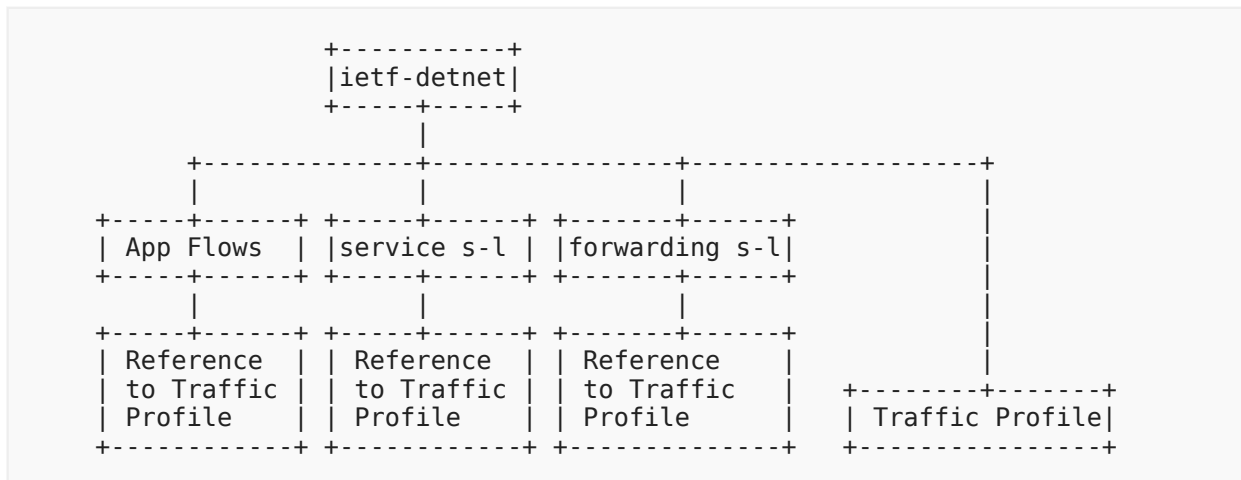 ietf-detnet
App Flows service s-l forwarding s-l
Reference Reference Reference
to Traffic to Traffic to Traffic
Profile Profile Profile Traffic Profile